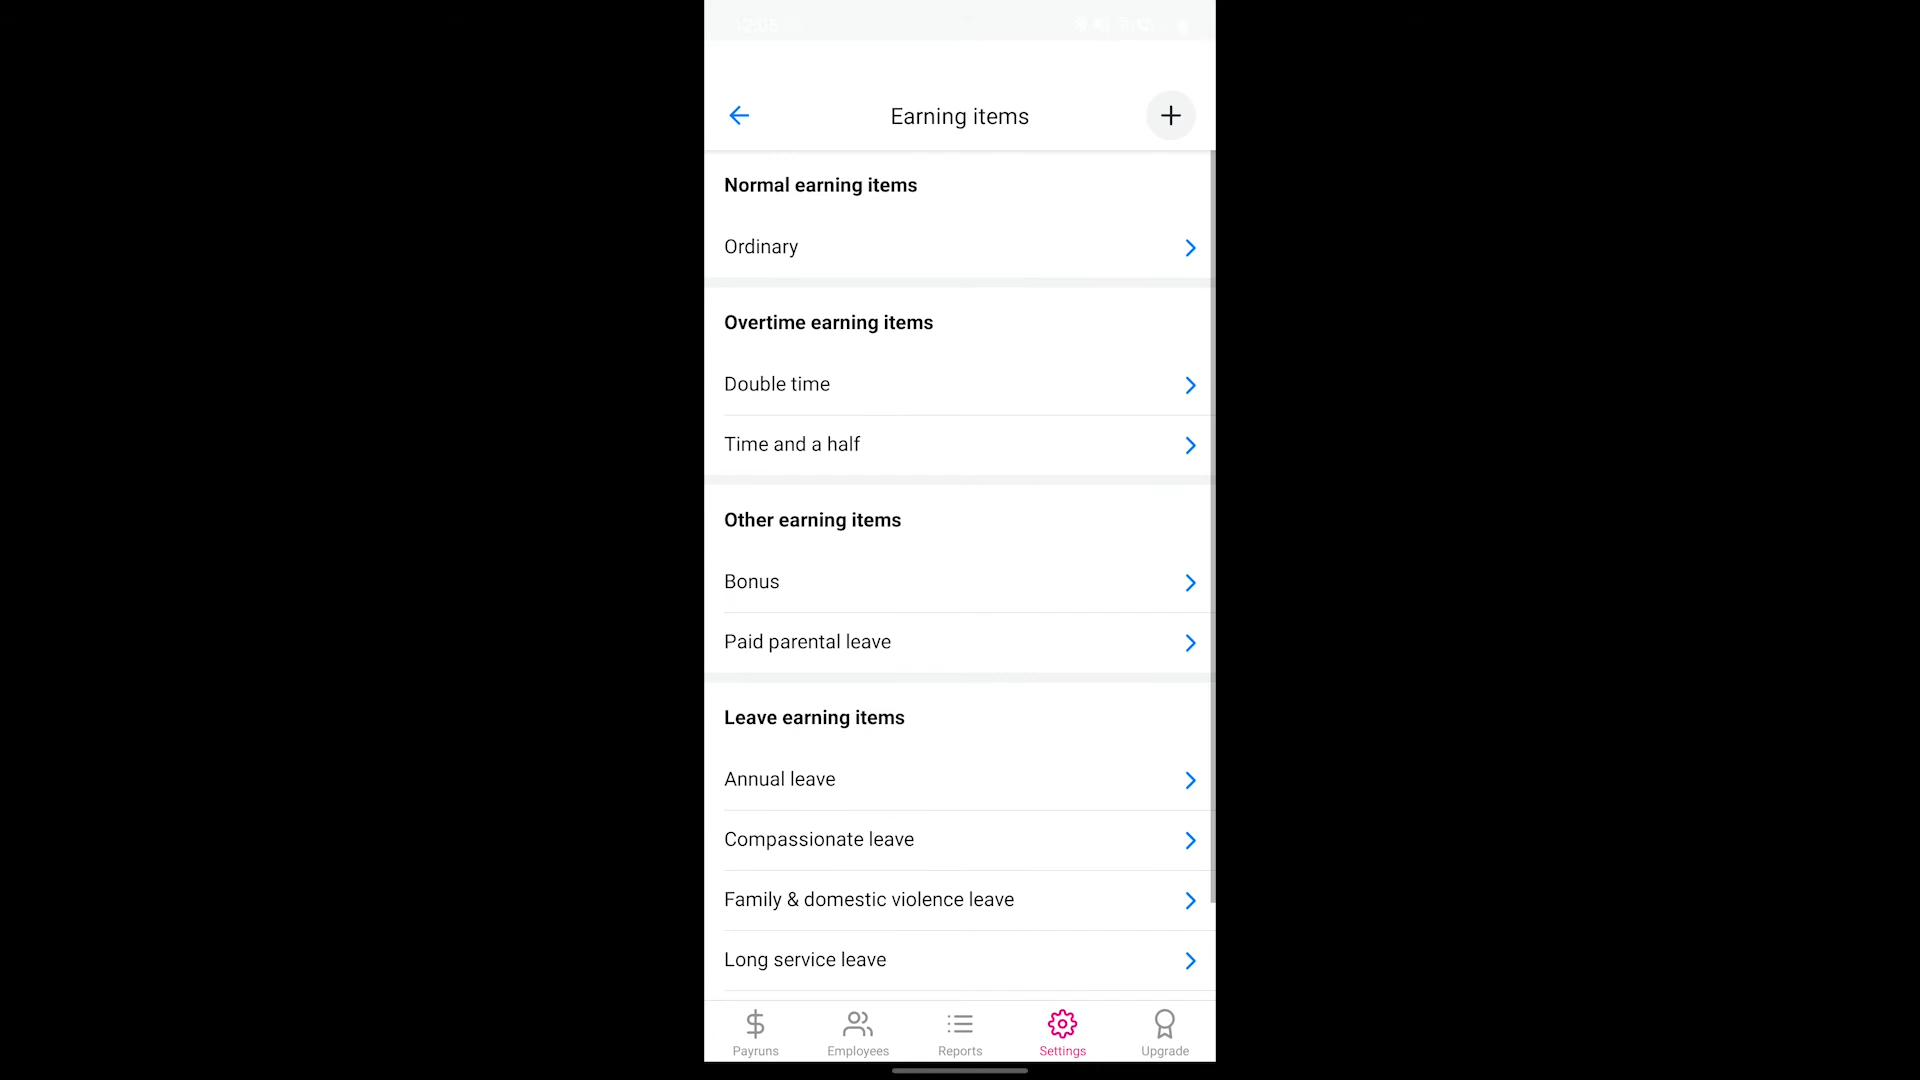 12:05
Earning items
Normal earning items
Ordinary
Overtime earning items
Double time
Time and a half
Other earning items
Bonus
Paid parental leave
Leave earning items
Annual leave
Compassionate leave
Family & domestic violence leave
Long service leave
Payruns
Employees
Reports
Settings
Upgrade